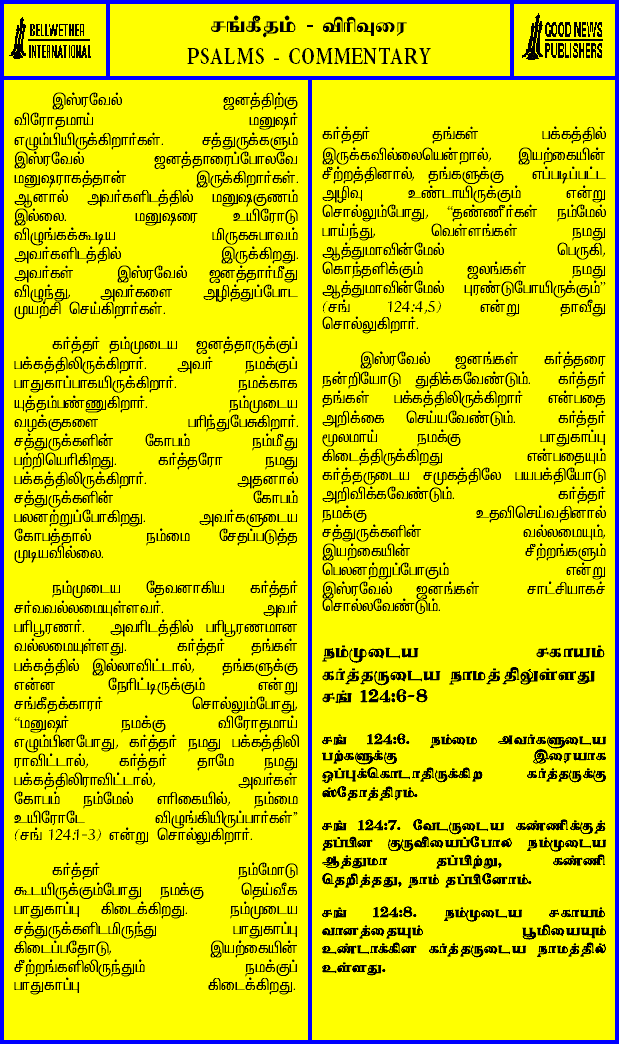 BELLWETHER
INTERNATIONAL
சங்கீதம் - விரிவுரை
PSALMS - COMMENTARY
GOOD NEWS
PUBLISHERS
இஸ்ரவேல் ஜனத்திற்கு
விரோதமாய் மனுஷர்
எழும்பியிருக்கிறார்கள். சத்துருக்களும்
இஸ்ரவேல் ஜனத்தாரைப்போலவே
மனுஷராகத்தான் இருக்கிறார்கள்.
ஆனால் அவர்களிடத்தில் மனுஷகுணம்
இல்லை. மனுஷரை உயிரோடு
விழுங்கக்கூடிய மிருகசுபாவம்
அவர்களிடத்தில் இருக்கிறது.
அவர்கள் இஸ்ரவேல் ஜனத்தார்மீது
விழுந்து, அவர்களை அழித்துப்போட
முயற்சி செய்கிறார்கள்.
கர்த்தர் தம்முடைய ஜனத்தாருக்குப்
பக்கத்திலிருக்கிறார். அவர் நமக்குப்
பாதுகாப்பாகயிருக்கிறார். நமக்காக
யுத்தம்பண்ணுகிறார். நம்முடைய
வழக்குகளை பரிந்துபேசுகிறார்.
சத்துருக்களின் கோபம் நம்மீது
பற்றியெரிகிறது. கர்த்தரோ நமது
பக்கத்திலிருக்கிறார். அதனால்
சத்துருக்களின் கோபம்
பலனற்றுப்போகிறது. அவர்களுடைய
கோபத்தால் நம்மை சேதப்படுத்த
முடியவில்லை.
நம்முடைய தேவனாகிய கர்த்தர்
சர்வவல்லமையுள்ளவர். அவர்
பரிபூரணர். அவரிடத்தில் பரிபூரணமான
வல்லமையுள்ளது. கர்த்தர் தங்கள்
பக்கத்தில் இல்லாவிட்டால், தங்களுக்கு
என்ன நேரிட்டிருக்கும் என்று
சங்கீதக்காரர் சொல்லும்போது,
“மனுஷர் நமக்கு விரோதமாய்
எழும்பினபோது, கர்த்தர் நமது பக்கத்திலி
ராவிட்டால், கர்த்தர் தாமே நமது
பக்கத்திலிராவிட்டால், அவர்கள்
கோபம் நம்மேல் எரிகையில், நம்மை
உயிரோடே விழுங்கியிருப்பார்கள்”
(சங் 124:1-3) என்று சொல்லுகிறார்.
கர்த்தர் நம்மோடு
கூடயிருக்கும்போது நமக்கு தெய்வீக
பாதுகாப்பு கிடைக்கிறது. நம்முடைய
சத்துருக்களிடமிருந்து பாதுகாப்பு
கிடைப்பதோடு, இயற்கையின்
சீற்றங்களிலிருந்தும் நமக்குப்
பாதுகாப்பு கிடைக்கிறது.
கர்த்தர் தங்கள் பக்கத்தில்
இருக்கவில்லையென்றால், இயற்கையின்
சீற்றத்தினால், தங்களுக்கு எப்படிப்பட்ட
அழிவு உண்டாயிருக்கும் என்று
சொல்லும்போது, “தண்ணீர்கள் நம்மேல்
பாய்ந்து, வெள்ளங்கள் நமது
ஆத்துமாவின்மேல் பெருகி,
கொந்தளிக்கும் ஜலங்கள் நமது
ஆத்துமாவின்மேல் புரண்டுபோயிருக்கும்”
(சங் 124:4,5) என்று தாவீது
சொல்லுகிறார்.
இஸ்ரவேல் ஜனங்கள் கர்த்தரை
நன்றியோடு துதிக்கவேண்டும். கர்த்தர்
தங்கள் பக்கத்திலிருக்கிறார் என்பதை
அறிக்கை செய்யவேண்டும். கர்த்தர்
மூலமாய் நமக்கு பாதுகாப்பு
கிடைத்திருக்கிறது என்பதையும்
கர்த்தருடைய சமுகத்திலே பயபக்தியோடு
அறிவிக்கவேண்டும். கர்த்தர்
நமக்கு உதவிசெய்வதினால்
சத்துருக்களின் வல்லமையும்,
இயற்கையின் சீற்றங்களும்
பெலனற்றுப்போகும் என்று
இஸ்ரவேல் ஜனங்கள் சாட்சியாகச்
சொல்லவேண்டும்.
நம்முடைய சகாயம்
கர்த்தருடைய நாமத்திலுள்ளது
சங் 124:6-8
சங் 124:6. நம்மை அவர்களுடைய
பற்களுக்கு இரையாக
ஒப்புக்கொடாதிருக்கிற கர்த்தருக்கு
ஸ்தோத்திரம்.
சங் 124:7. வேடருடைய கண்ணிக்குத்
தப்பின குருவியைப்போல் நம்முடைய
ஆத்துமா தப்பிற்று, கண்ணி
தெறித்தது, நாம் தப்பினோம்.
சங் 124:8. நம்முடைய சகாயம்
வானத்தையும் பூமியையும்
உண்டாக்கின கர்த்தருடைய நாமத்தில்
உள்ளது.